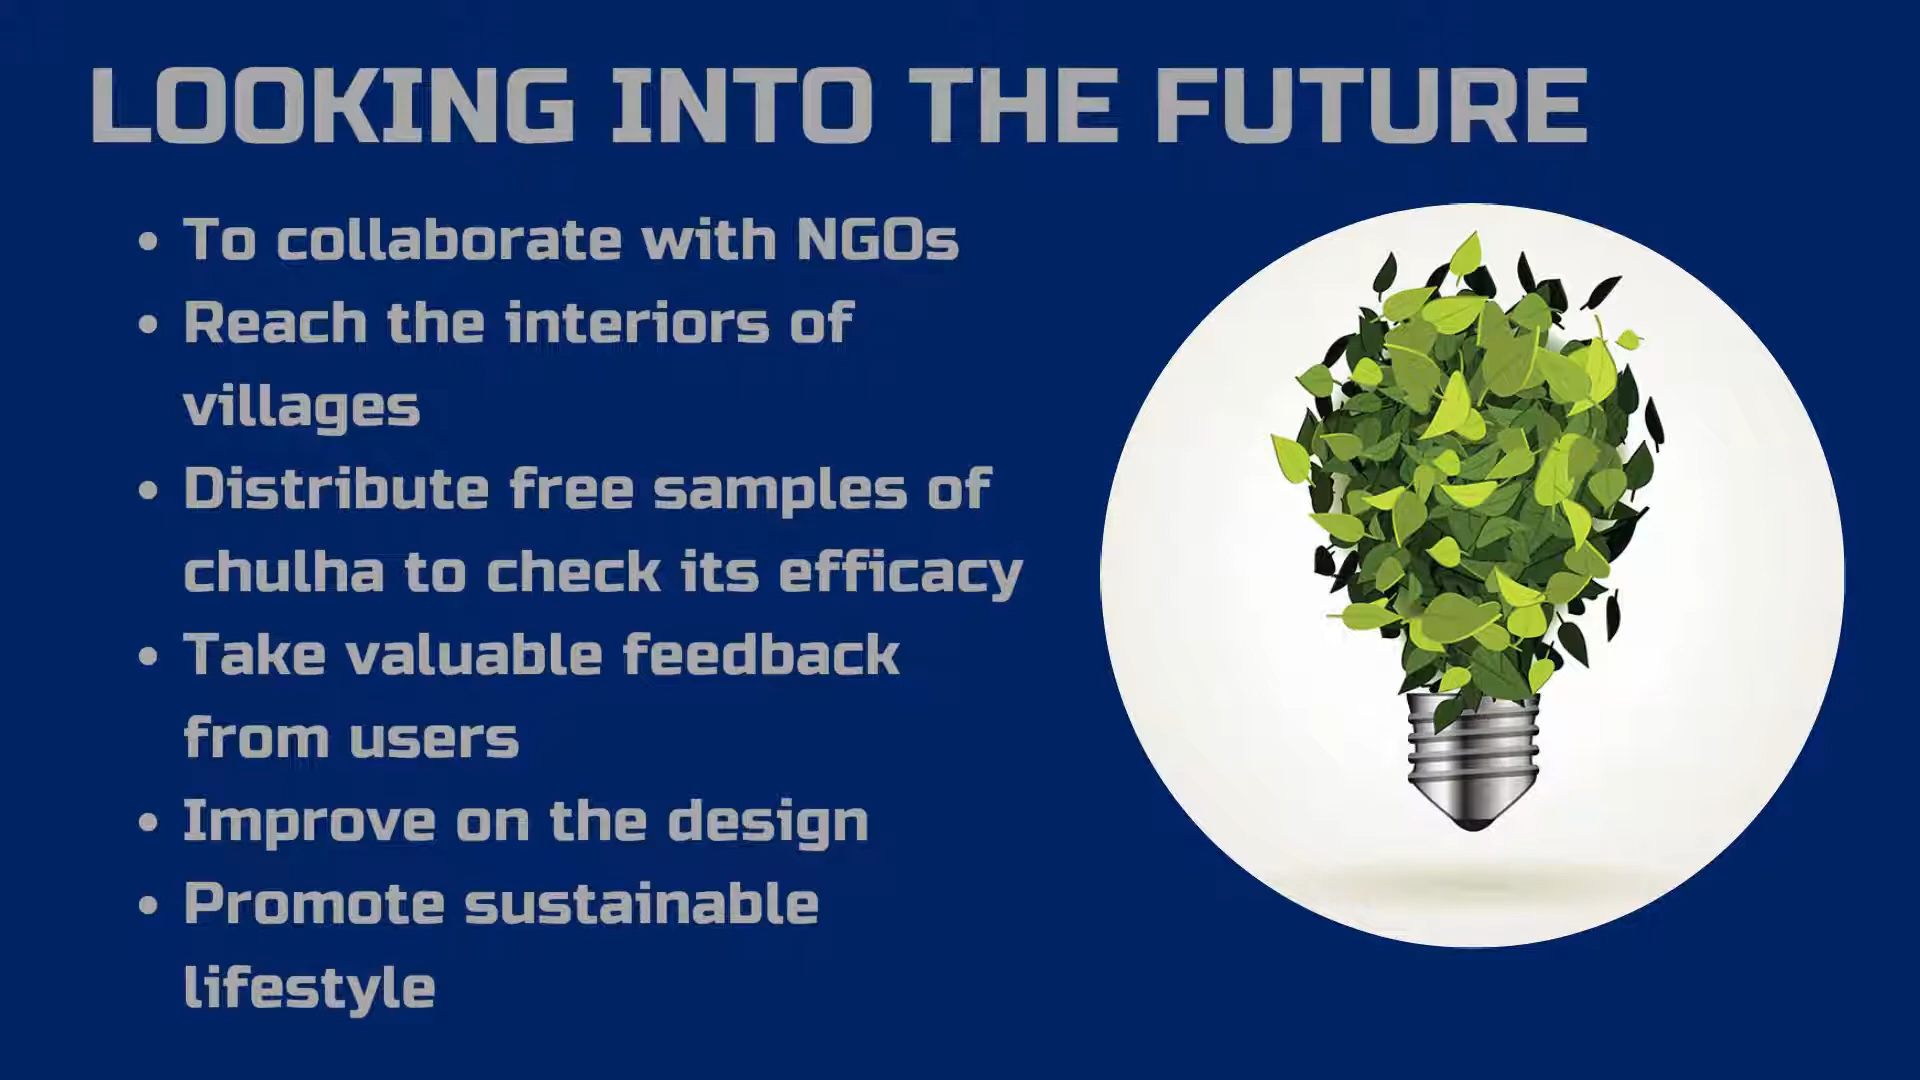 LOOKING INTO THE FUTURE
• To collaborate with NGOs
• Reach the interiors of
villages
• Distribute free samples of
chulha to check its efficacy
• Take valuable feedback
from users
• Improve on the design
• Promote sustainable
lifestyle